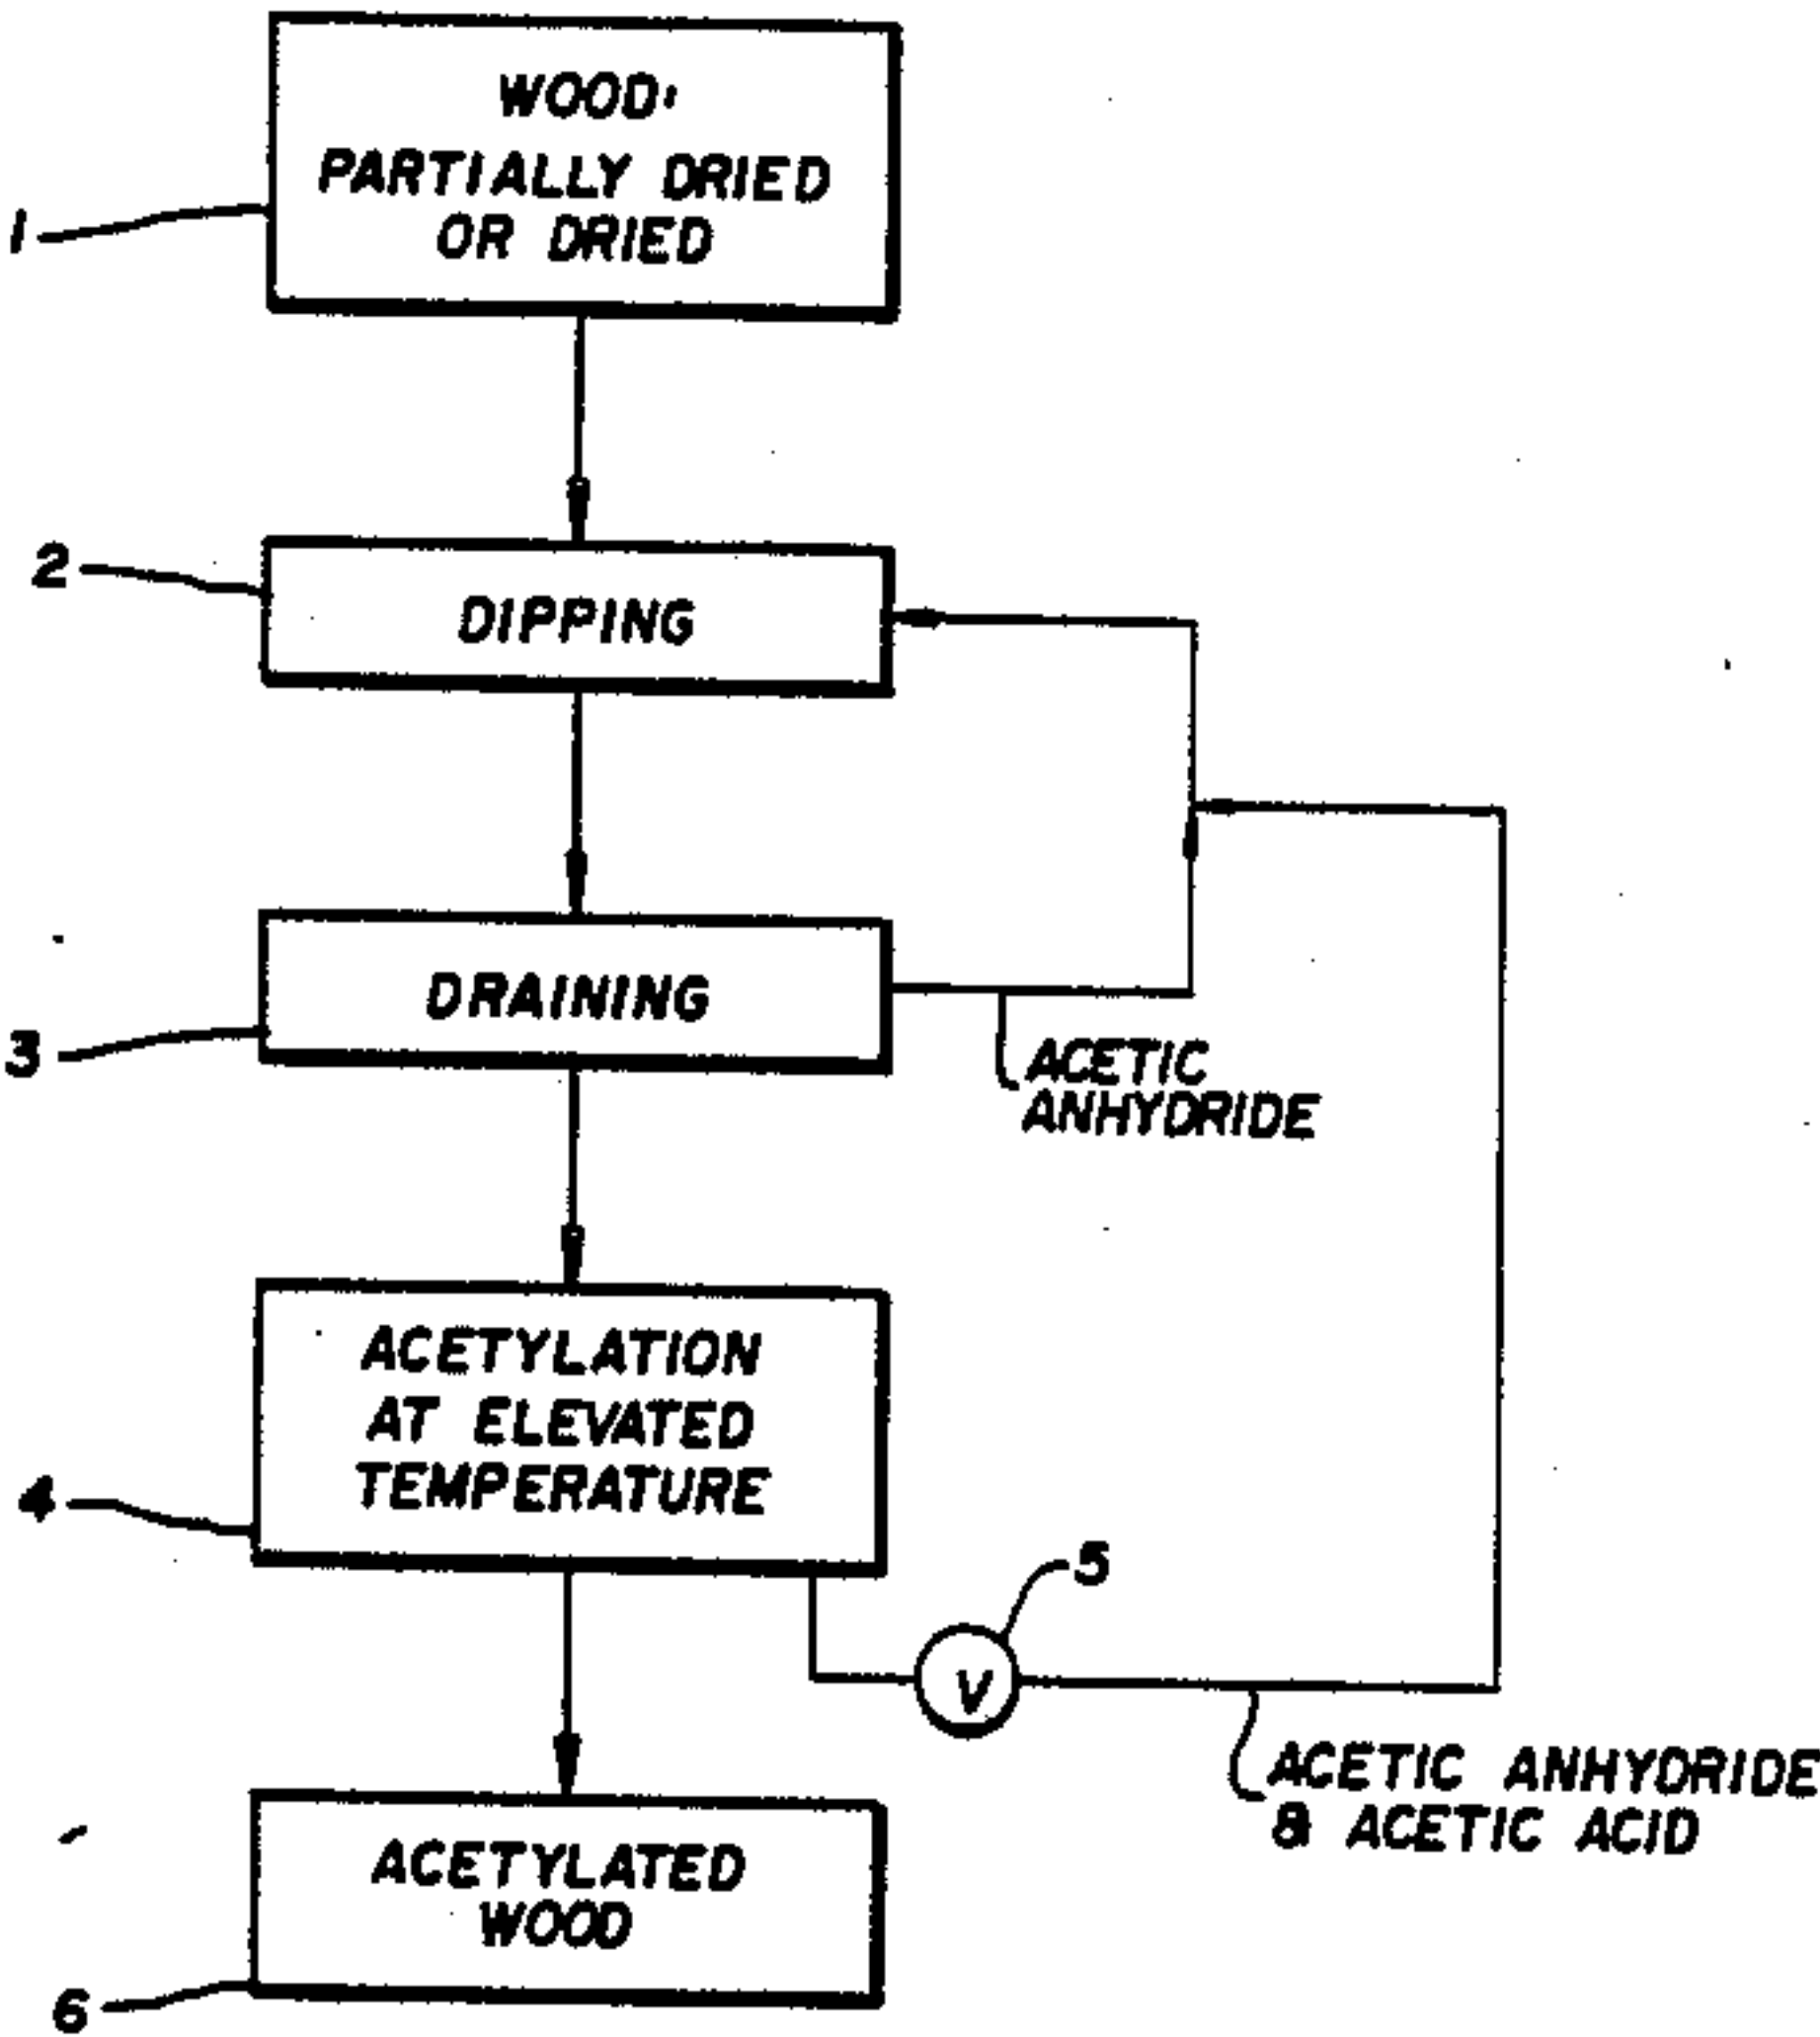 WOOD:
PARTIALLY DRIED
OR DRIED
1
2
DIPPING
DRAINING
3
ACETIC
ANHYDRIDE
ACETYLATION
AT ELEVATED
TEMPERATURE
4
5
V
ACETIC ANHYDRIDE
& ACETIC ACID
ACETYLATED
WOOD
6